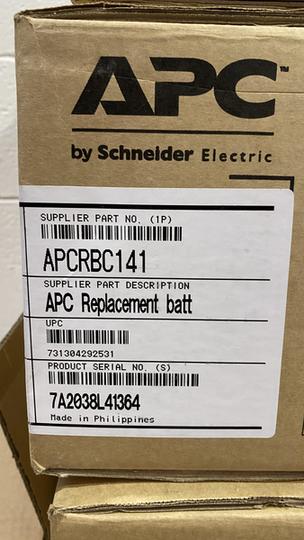 APC™
by Schneider Electric
SUPPLIER PART NO. (1P)
APCRBC141
SUPPLIER PART DESCRIPTION
APC Replacement batt
UPC
731304292531
PRODUCT SERIAL NO. (S)
7A2038L41364
Made in Philippines